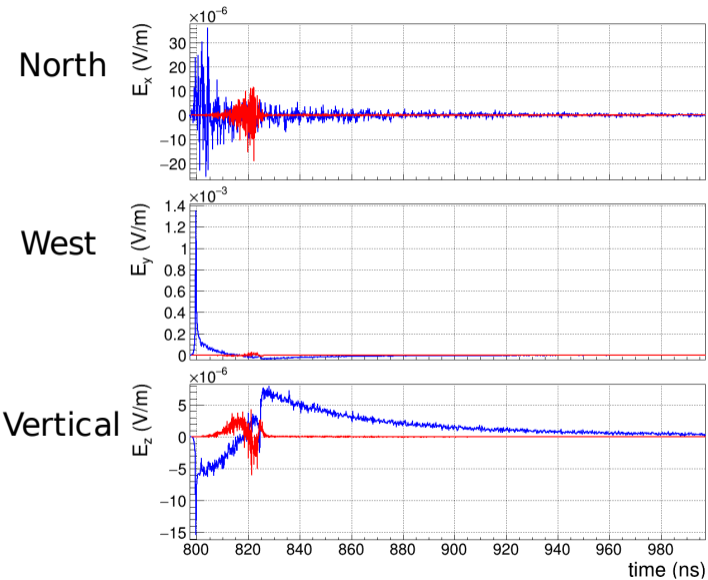 ×10⁻⁶
North
E_x (V/m)
30
20
10
0
−10
−20
×10⁻³
West
E_y (V/m)
1.4
1.2
1
0.8
0.6
0.4
0.2
0
×10⁻⁶
Vertical
E_z (V/m)
5
0
−5
−10
−15
800 820 840 860 880 900 920 940 960 980
time (ns)